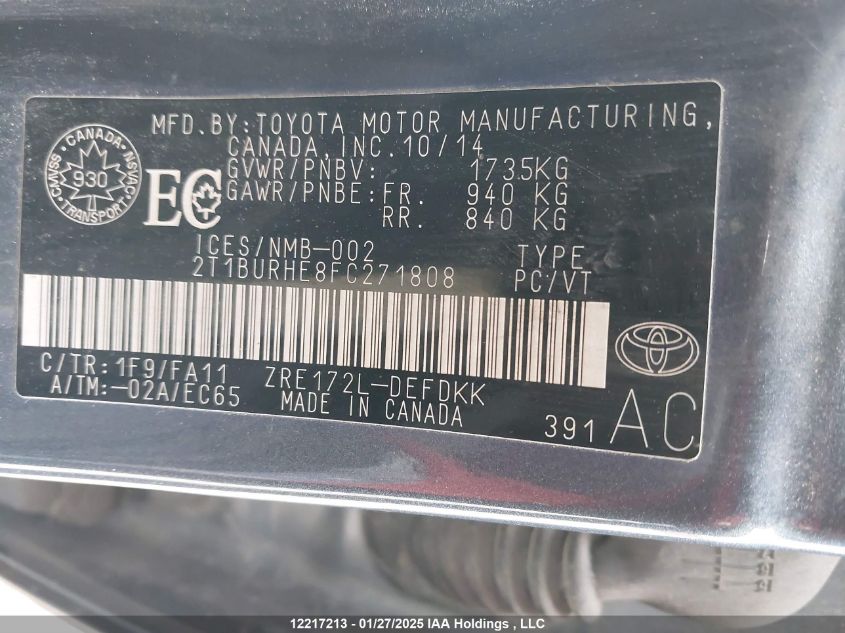 MFD.BY:TOYOTA MOTOR MANUFACTURING,
CANADA,INC.10/14
GVWR/PNBV: 1735KG
GAWR/PNBE:FR. 940 KG
RR. 840 KG
CANADA
CMVSS
NSVAC
930
TRANSPORT
EC
ICES/NMB-002 TYPE
2T1BURHE8FC271808 PC/VT
C/TR:1F9/FA11 ZRE172L-DEFDKK
A/TM:-02A/EC65 MADE IN CANADA
391 AC
12217213 - 01/27/2025 IAA Holdings, LLC